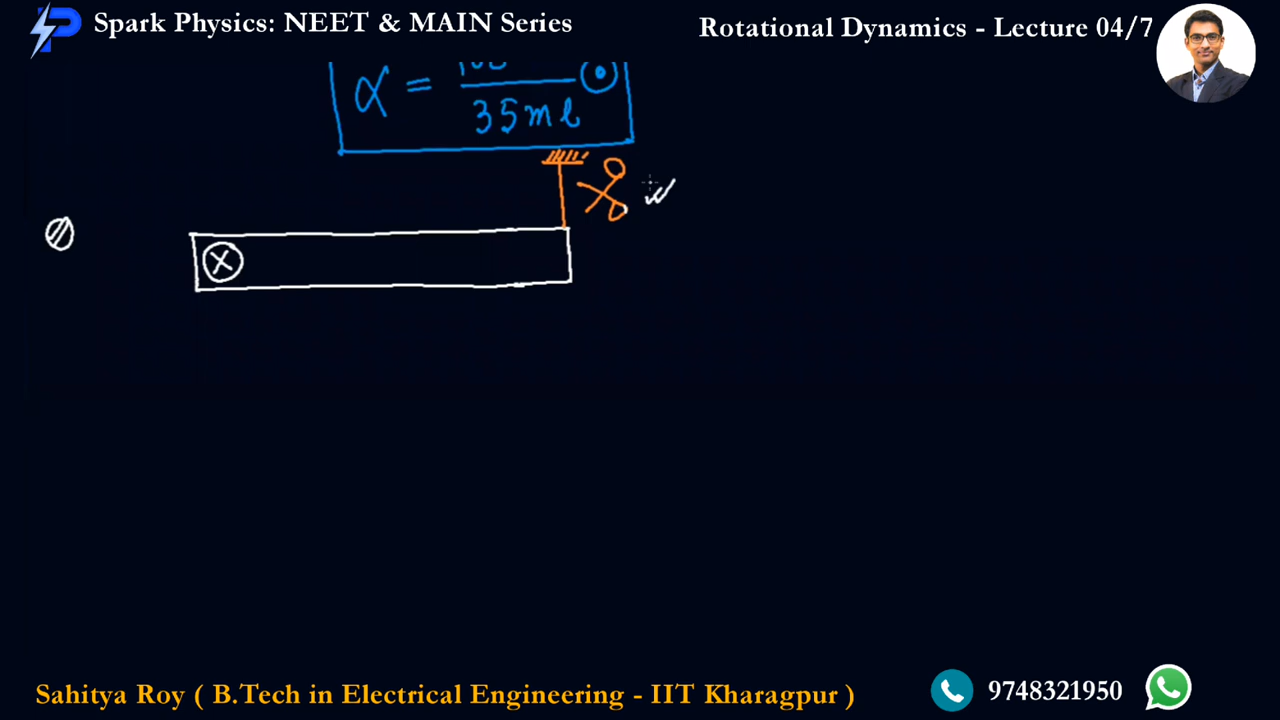 Spark Physics: NEET & MAIN Series
Rotational Dynamics - Lecture 04/7
α =
35ml
Sahitya Roy ( B.Tech in Electrical Engineering - IIT Kharagpur )
9748321950